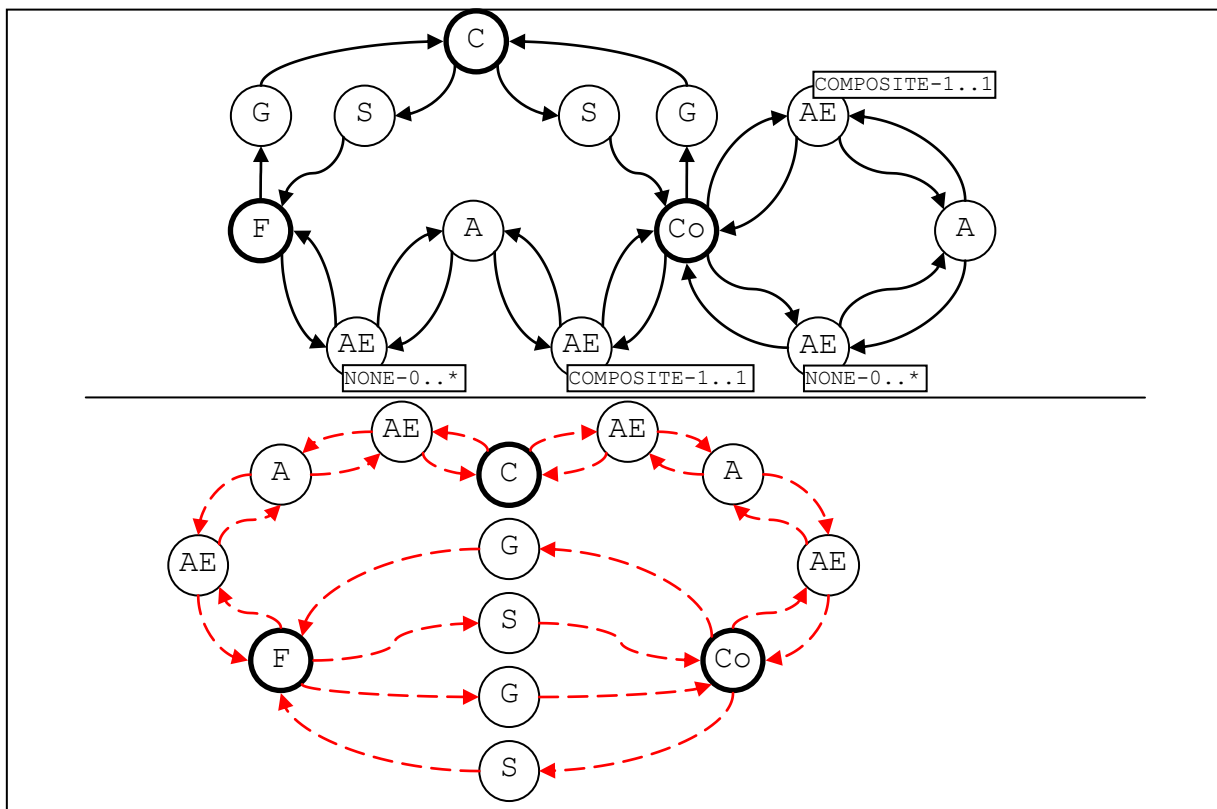 C
COMPOSITE-1..1
G
S
S
G
AE
F
A
Co
A
AE
AE
AE
NONE-0..*
COMPOSITE-1..1
NONE-0..*
AE
AE
A
C
A
G
AE
AE
S
F
Co
G
S